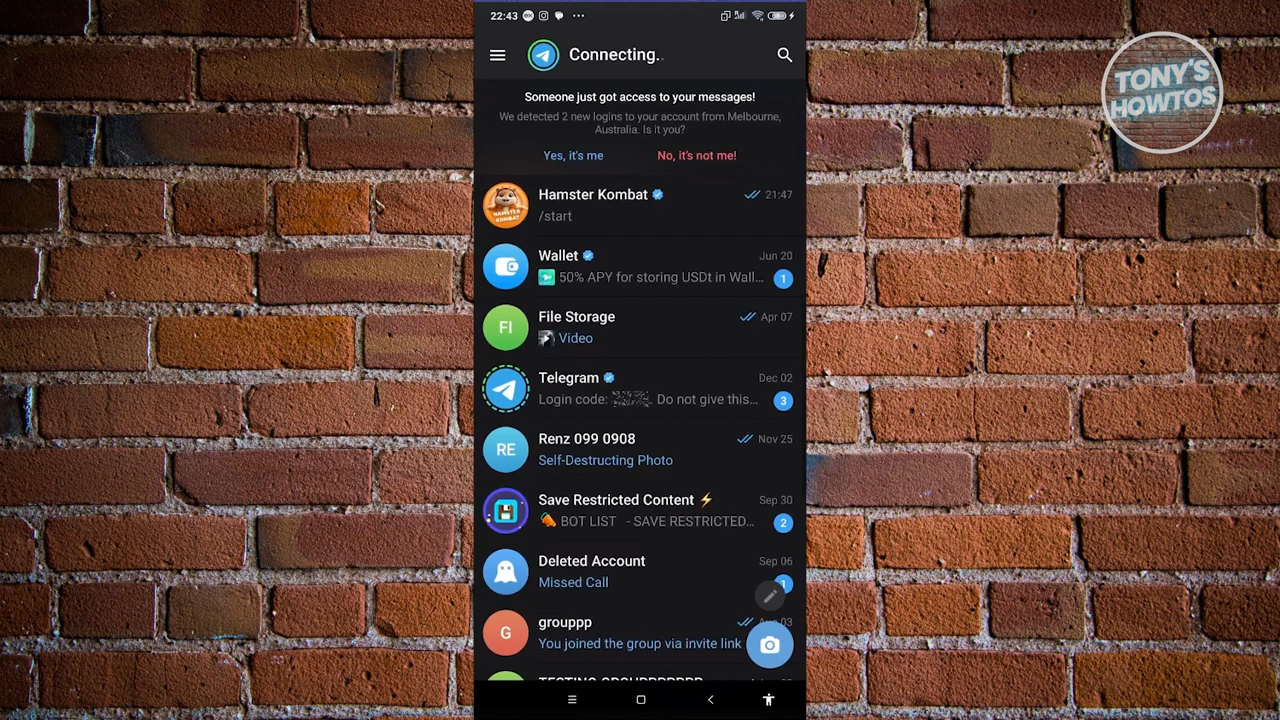 22:43
TONY'S
HOWTOS
Connecting..
Someone just got access to your messages!
We detected 2 new logins to your account from Melbourne,
Australia. Is it you?
Yes, it's me No, it's not me!
Hamster Kombat 21:47
HAMSTER
KOMBAT
/start
Wallet Jun 20
50% APY for storing USDt in Wall... 1
File Storage Apr 07
FI
Video
Telegram Dec 02
Login code: . Do not give this... 3
Renz 099 0908 Nov 25
RE
Self-Destructing Photo
Save Restricted Content ⚡ Sep 30
BOT LIST - SAVE RESTRICTED... 2
Deleted Account Sep 06
Missed Call 1
grouppp 03
G
You joined the group via invite link